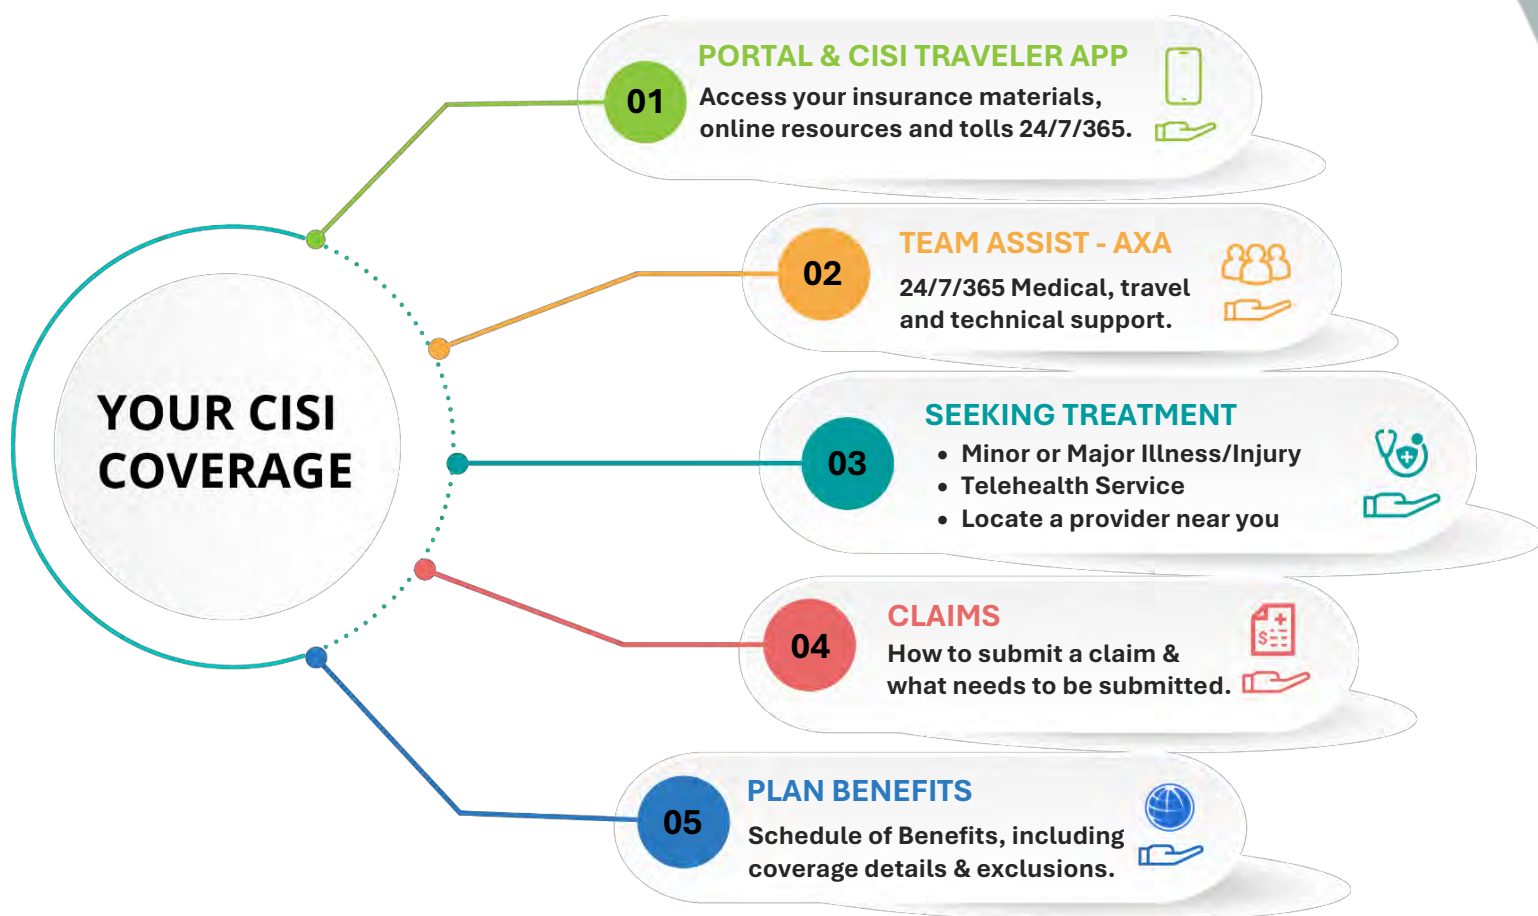 YOUR CISI
COVERAGE
01
PORTAL & CISI TRAVELER APP
Access your insurance materials,
online resources and tolls 24/7/365.
02
TEAM ASSIST - AXA
24/7/365 Medical, travel
and technical support.
03
SEEKING TREATMENT
• Minor or Major Illness/Injury
• Telehealth Service
• Locate a provider near you
04
CLAIMS
How to submit a claim &
what needs to be submitted.
05
PLAN BENEFITS
Schedule of Benefits, including
coverage details & exclusions.